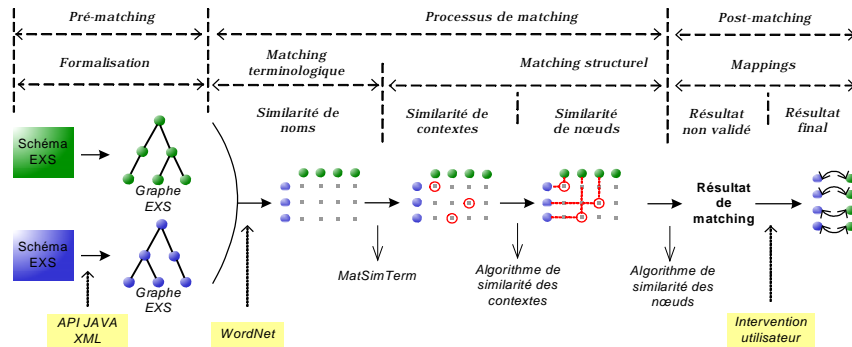 Pré-matching
Processus de matching
Post-matching
Formalisation
Matching
terminologique
Matching structurel
Mappings
Similarité de
noms
Similarité de
contextes
Similarité
de nœuds
Résultat
non validé
Résultat
final
Schéma
EXS
Graphe
EXS
Résultat
de
matching
Schéma
EXS
Graphe
EXS
MatSimTerm
Algorithme de
similarité des
contextes
Algorithme de
similarité des
nœuds
API JAVA
XML
WordNet
Intervention
utilisateur